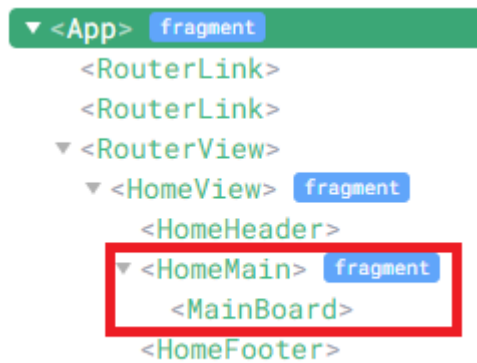 ▼ <App> fragment
<RouterLink>
<RouterLink>
▼ <RouterView>
▼ <HomeView> fragment
<HomeHeader>
▼ <HomeMain> fragment
<MainBoard>
<HomeFooter>